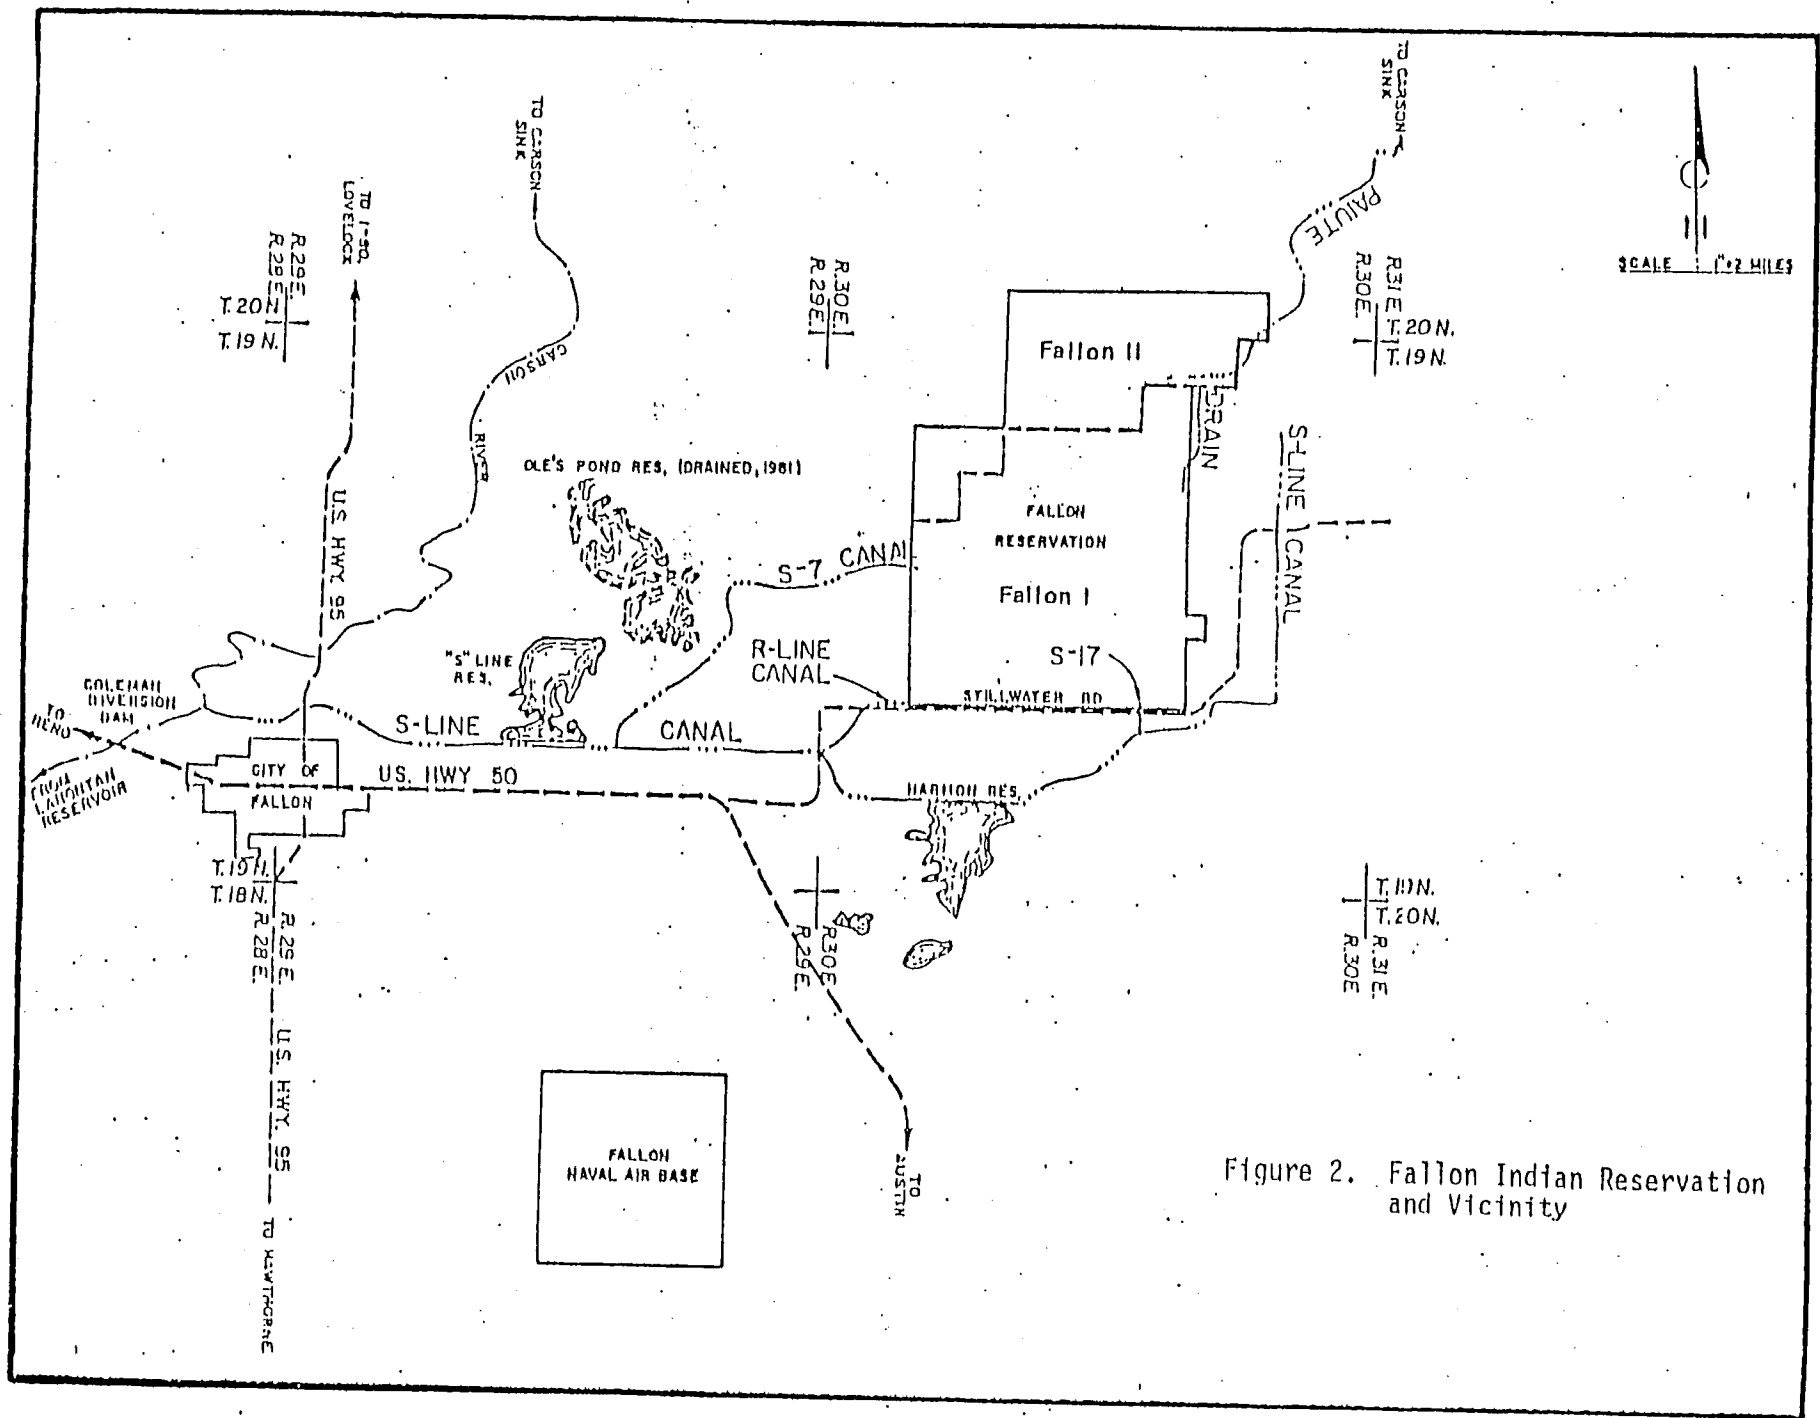 TO CARSON
SINK
TO CARSON
SINK
TO I-80,
LOVELOCK
PAIUTE
SCALE 1"=2 MILES
R.29E.
R.28E.
T.20N
T.19N.
R.30E.
R.29E.
R.31E.
R.30E.
T.20N.
T.19N.
Fallon II
CARSON
RIVER
DRAIN
S-LINE CANAL
OLE'S POND RES, (DRAINED, 1981)
U.S. HWY. 95
FALLON
RESERVATION
S-7 CANAL
Fallon I
"S" LINE
RES.
R-LINE
CANAL
S-17
STILLWATER RD
COLEMAN
DIVERSION
DAM
TO
RENO
S-LINE CANAL
CITY OF
FALLON
U.S. HWY 50
FROM
LAHONTAN
RESERVOIR
HARMON RES.
T.19N.
T.18N.
R.29E.
R.28E.
R.30E.
R.29E.
T.19N.
T.20N.
R.31E.
R.30E.
U.S. HWY. 95
FALLON
NAVAL AIR BASE
TO
AUSTIN
TO HAWTHORNE
Figure 2. Fallon Indian Reservation
and Vicinity